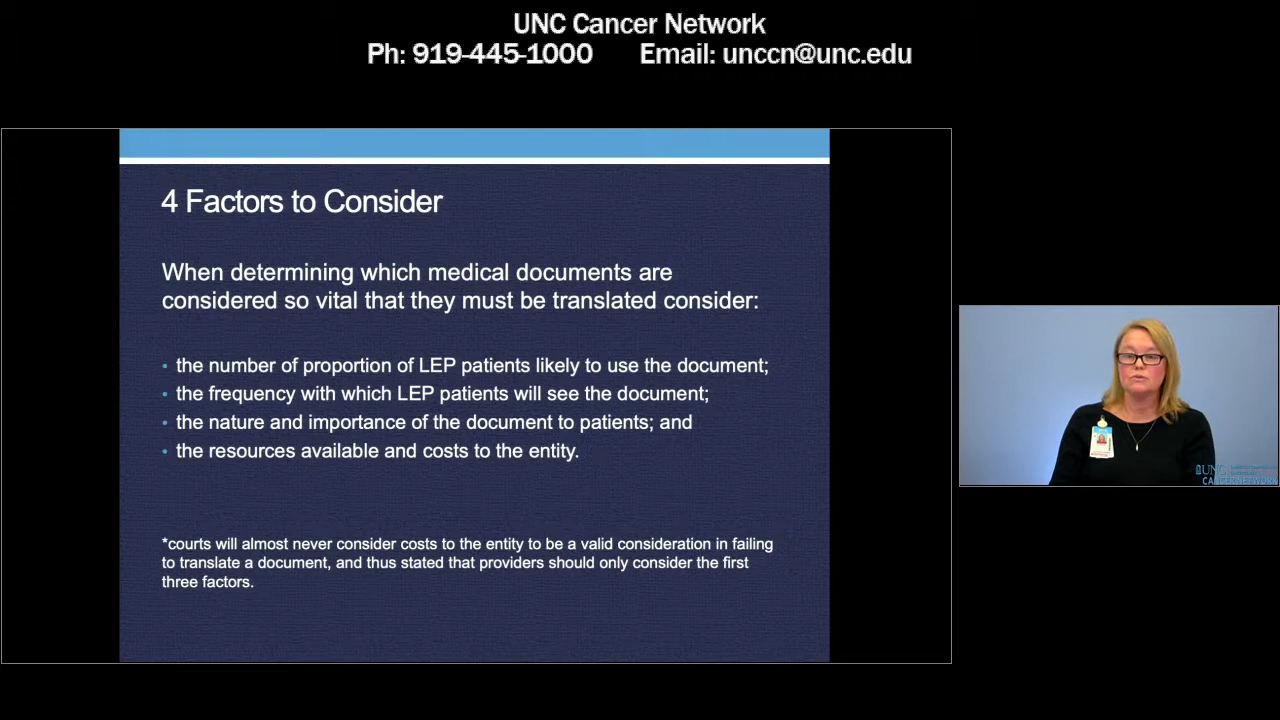 UNC Cancer Network
Ph: 919-445-1000 Email: unccn@unc.edu
4 Factors to Consider
When determining which medical documents are
considered so vital that they must be translated consider:
• the number of proportion of LEP patients likely to use the document;
• the frequency with which LEP patients will see the document;
• the nature and importance of the document to patients; and
• the resources available and costs to the entity.
*courts will almost never consider costs to the entity to be a valid consideration in failing
to translate a document, and thus stated that providers should only consider the first
three factors.
UNC
CANCER NETWORK